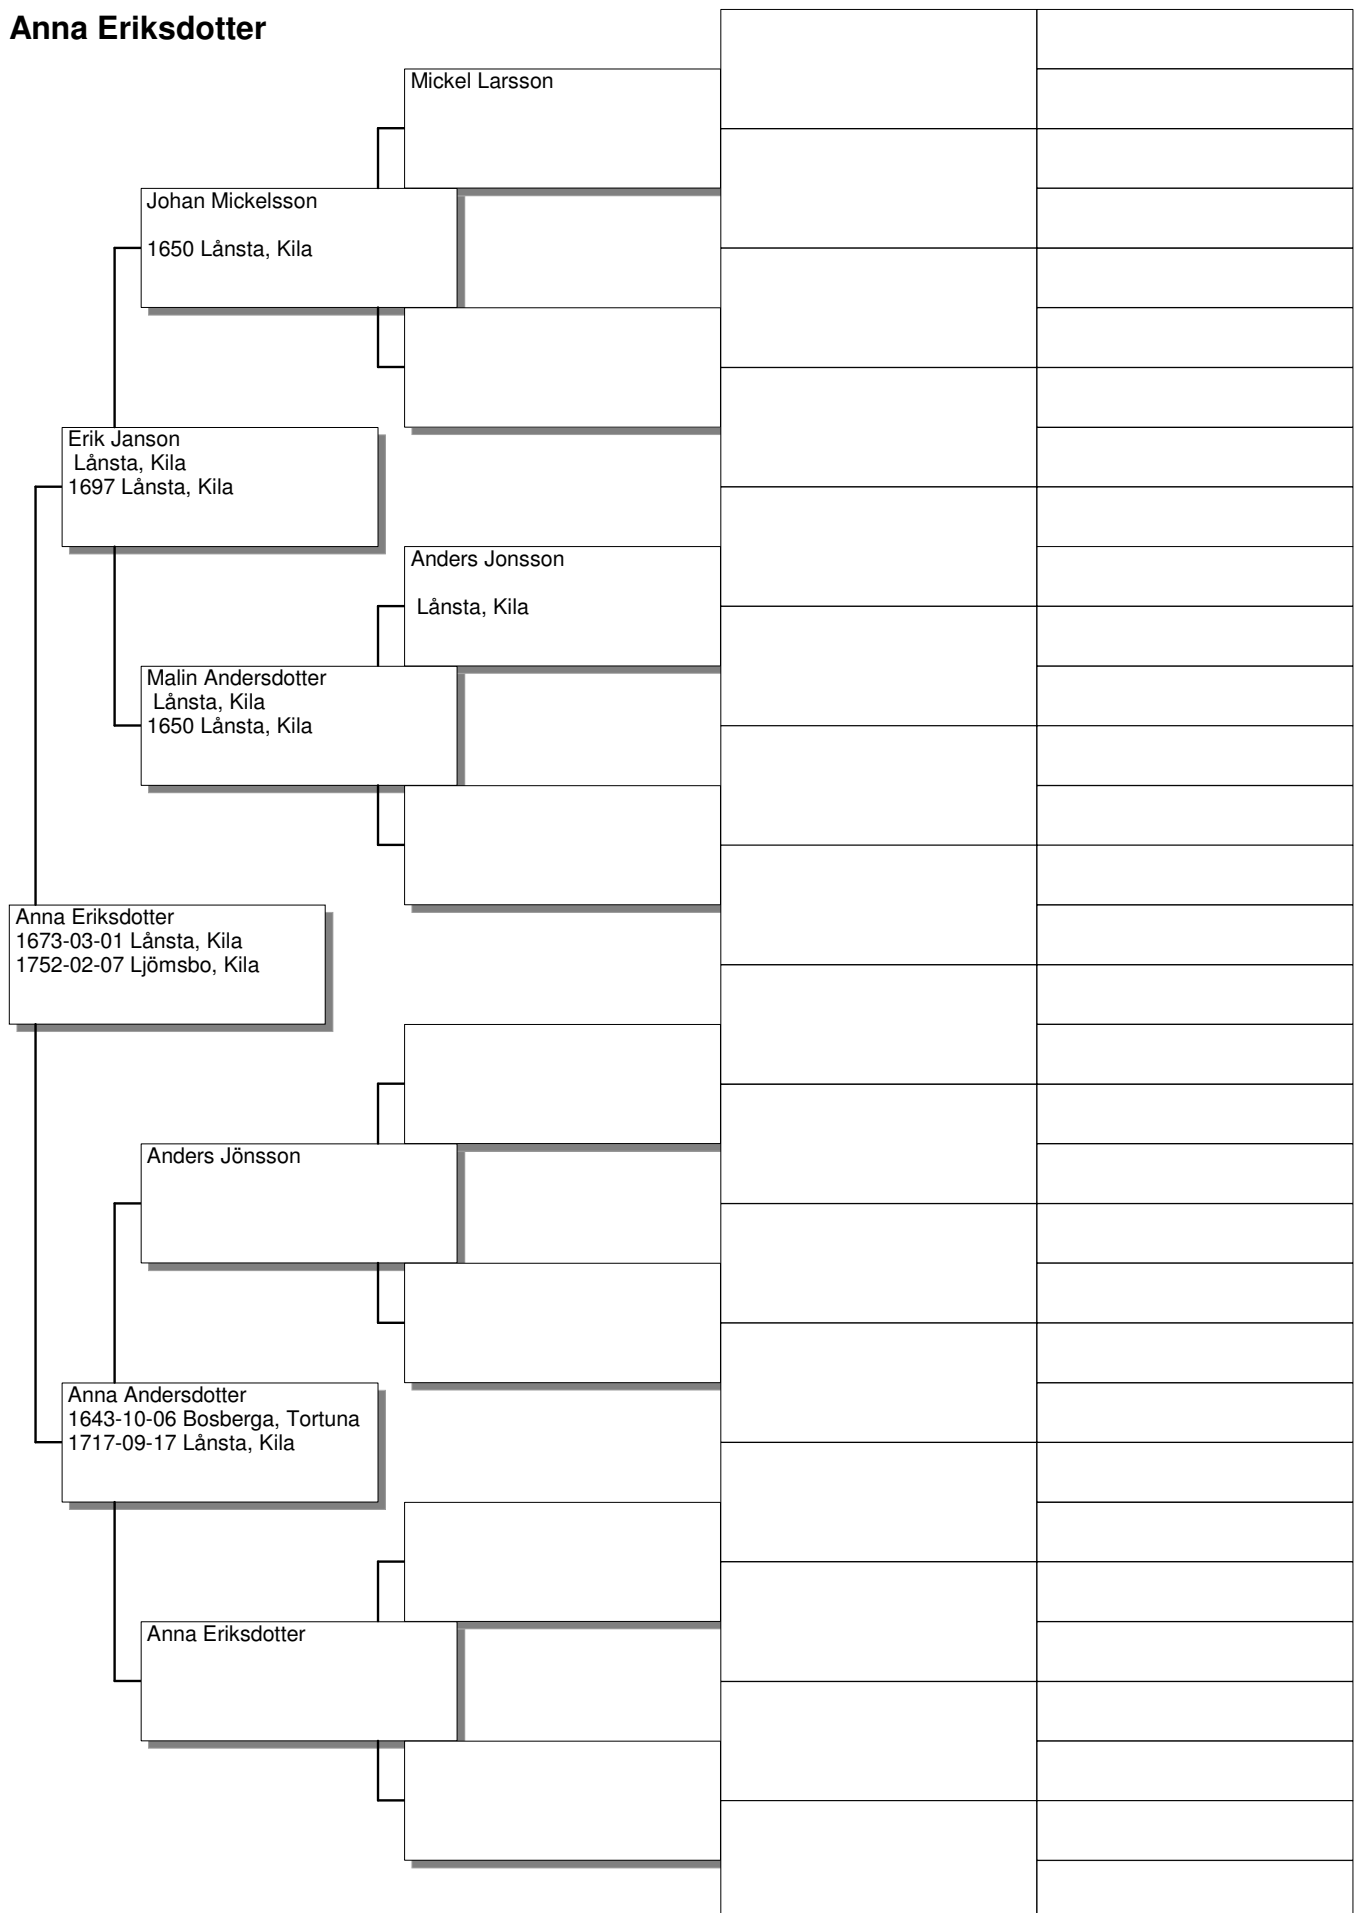 Anna Eriksdotter
Mickel Larsson
Johan Mickelsson
1650 Lånsta, Kila
Erik Janson
Lånsta, Kila
1697 Lånsta, Kila
Anders Jonsson
Lånsta, Kila
Malin Andersdotter
Lånsta, Kila
1650 Lånsta, Kila
Anna Eriksdotter
1673-03-01 Lånsta, Kila
1752-02-07 Ljömsbo, Kila
Anders Jönsson
Anna Andersdotter
1643-10-06 Bosberga, Tortuna
1717-09-17 Lånsta, Kila
Anna Eriksdotter